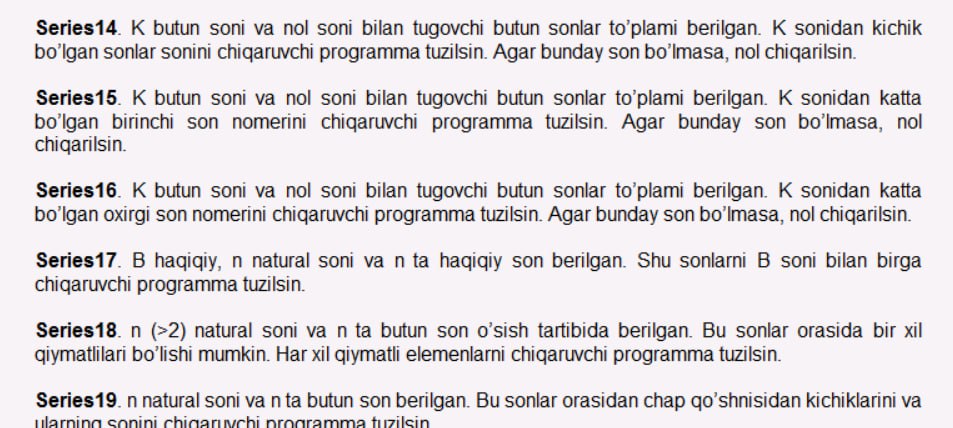 Series14. K butun soni va nol soni bilan tugovchi butun sonlar to’plami berilgan. K sonidan kichik
bo’lgan sonlar sonini chiqaruvchi programma tuzilsin. Agar bunday son bo’lmasa, nol chiqarilsin.
Series15. K butun soni va nol soni bilan tugovchi butun sonlar to’plami berilgan. K sonidan katta
bo’lgan birinchi son nomerini chiqaruvchi programma tuzilsin. Agar bunday son bo’lmasa, nol
chiqarilsin.
Series16. K butun soni va nol soni bilan tugovchi butun sonlar to’plami berilgan. K sonidan katta
bo’lgan oxirgi son nomerini chiqaruvchi programma tuzilsin. Agar bunday son bo’lmasa, nol chiqarilsin.
Series17. B haqiqiy, n natural soni va n ta haqiqiy son berilgan. Shu sonlarni B soni bilan birga
chiqaruvchi programma tuzilsin.
Series18. n (>2) natural soni va n ta butun son o’sish tartibida berilgan. Bu sonlar orasida bir xil
qiymatlilari bo’lishi mumkin. Har xil qiymatli elemenlarni chiqaruvchi programma tuzilsin.
Series19. n natural soni va n ta butun son berilgan. Bu sonlar orasidan chap qo’shnisidan kichiklarini va
ularning sonini chiqaruvchi programma tuzilsin